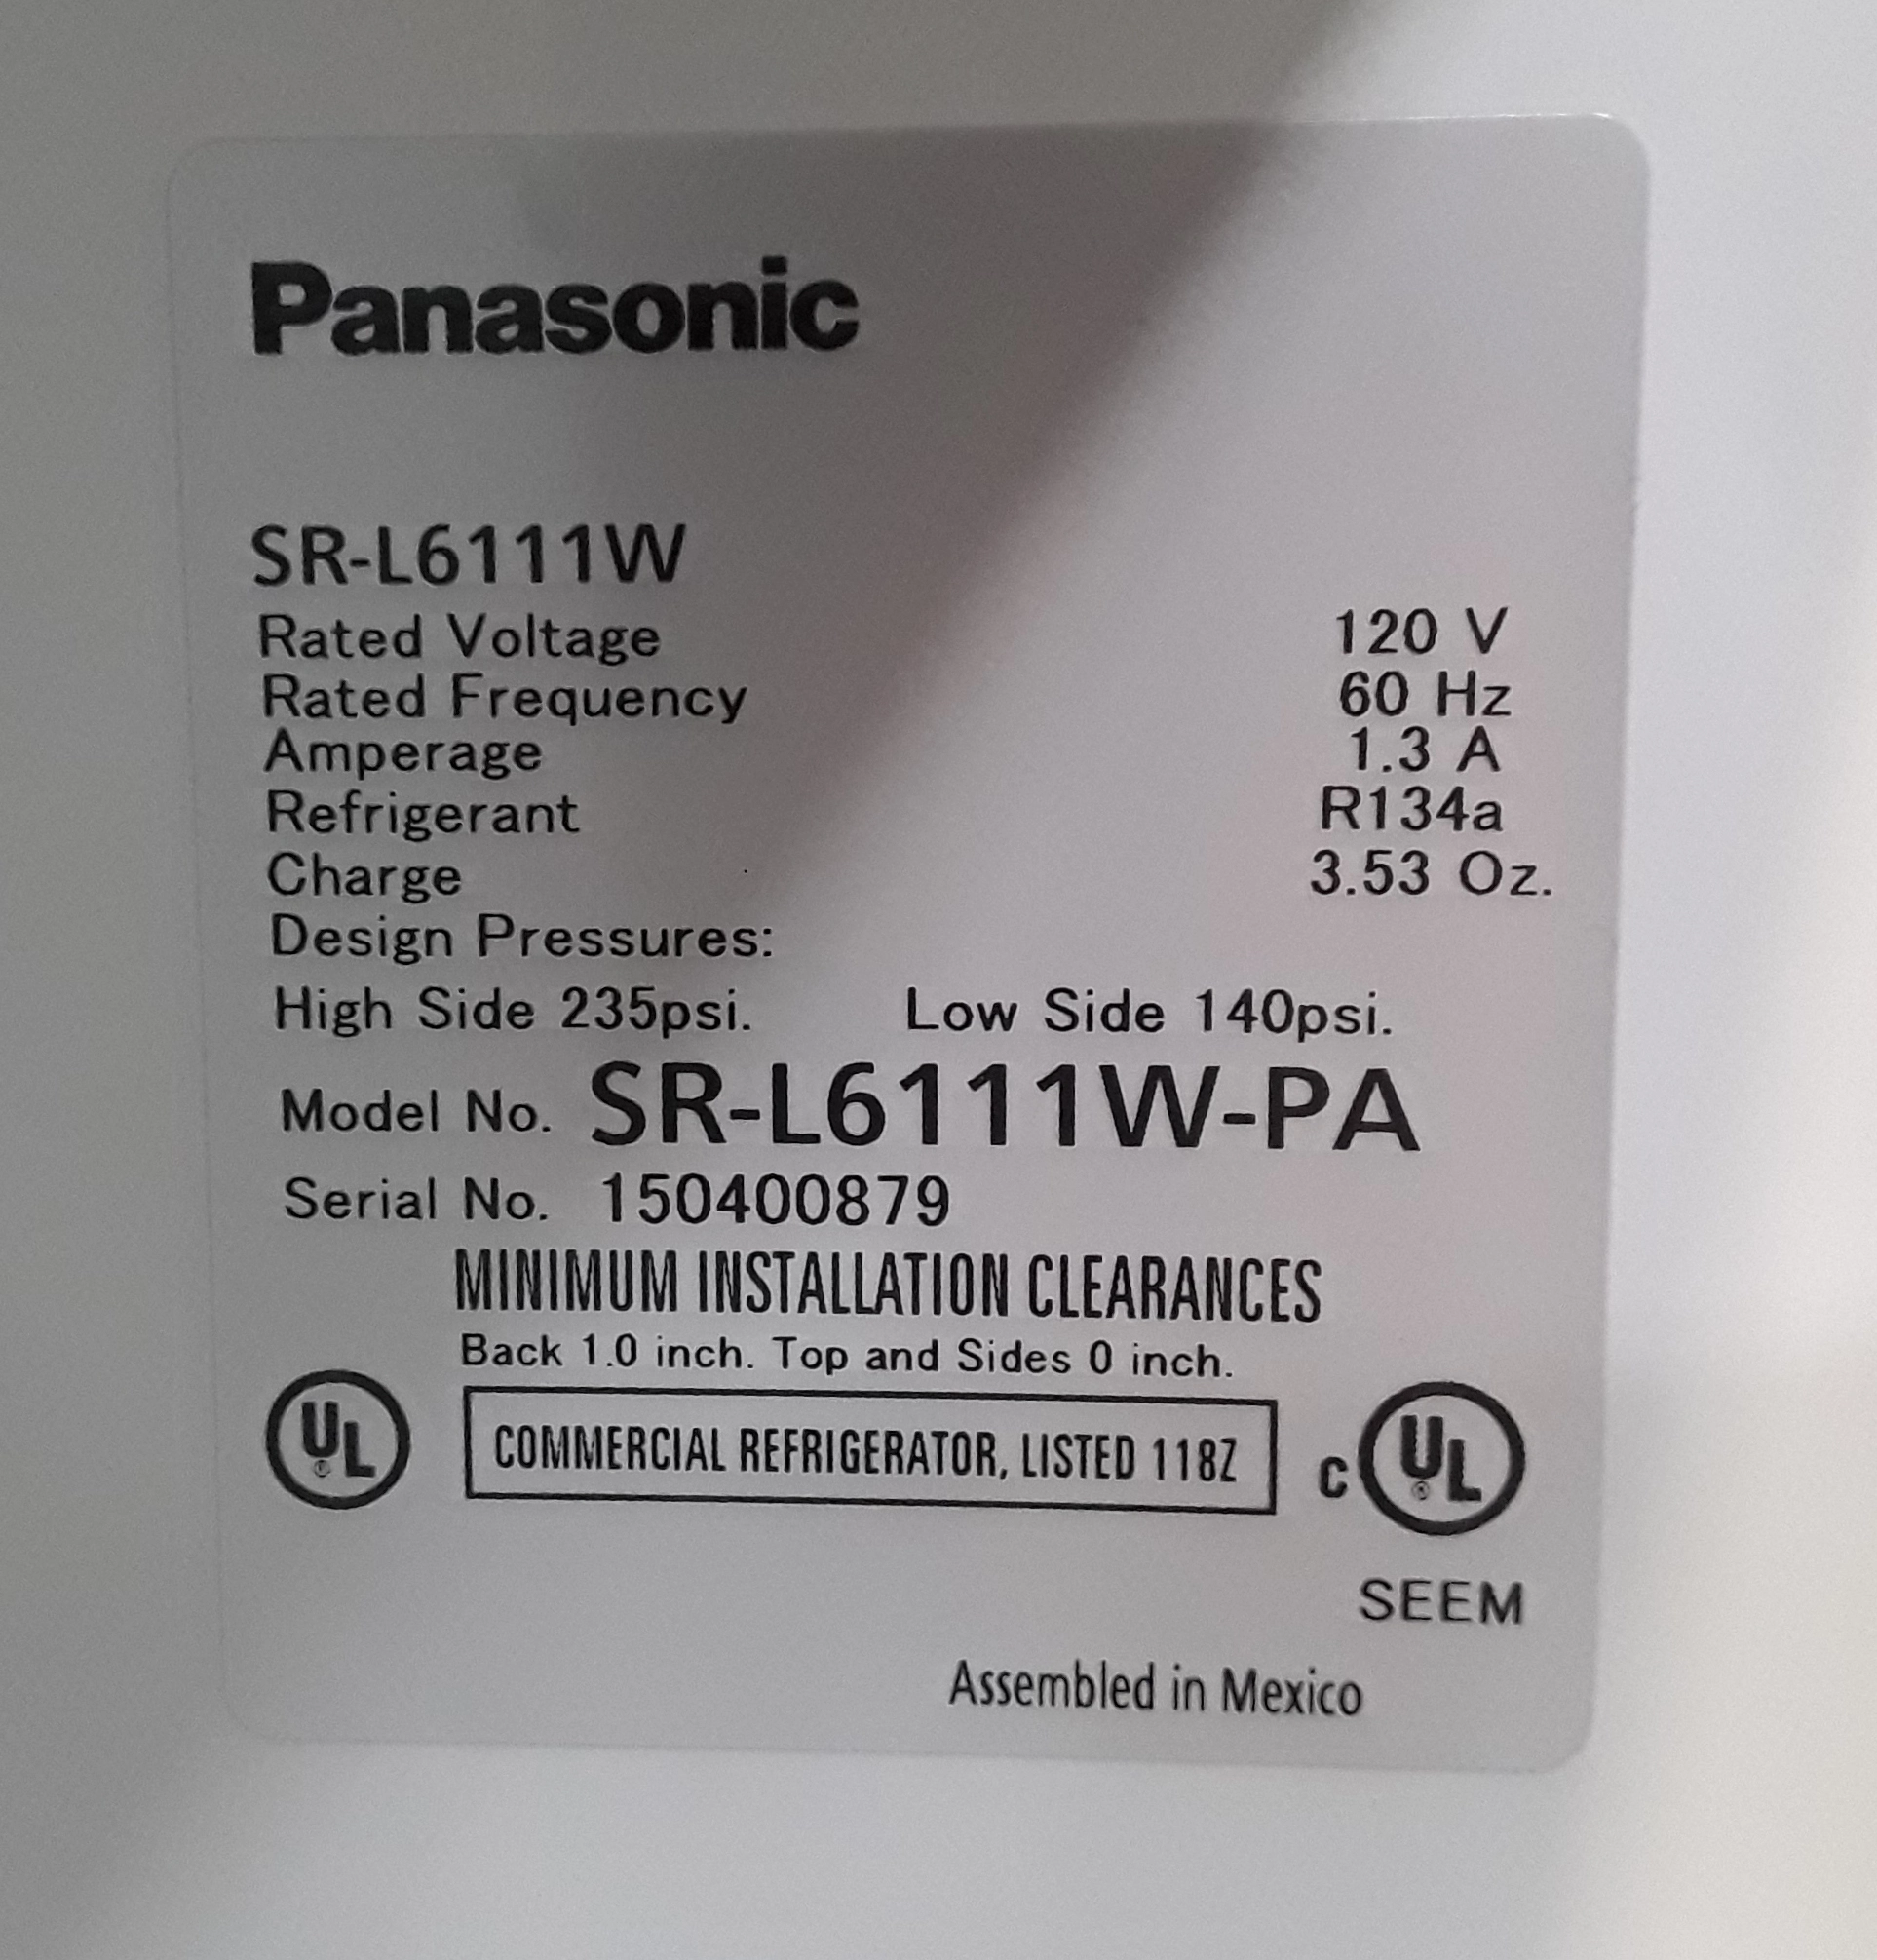 Panasonic
SR-L6111W
Rated Voltage 120 V
Rated Frequency 60 Hz
Amperage 1.3 A
Refrigerant R134a
Charge 3.53 Oz.
Design Pressures:
High Side 235psi. Low Side 140psi.
Model No. SR-L6111W-PA
Serial No. 150400879
MINIMUM INSTALLATION CLEARANCES
Back 1.0 inch. Top and Sides 0 inch.
UL® COMMERCIAL REFRIGERATOR, LISTED 118Z C UL®
SEEM
Assembled in Mexico